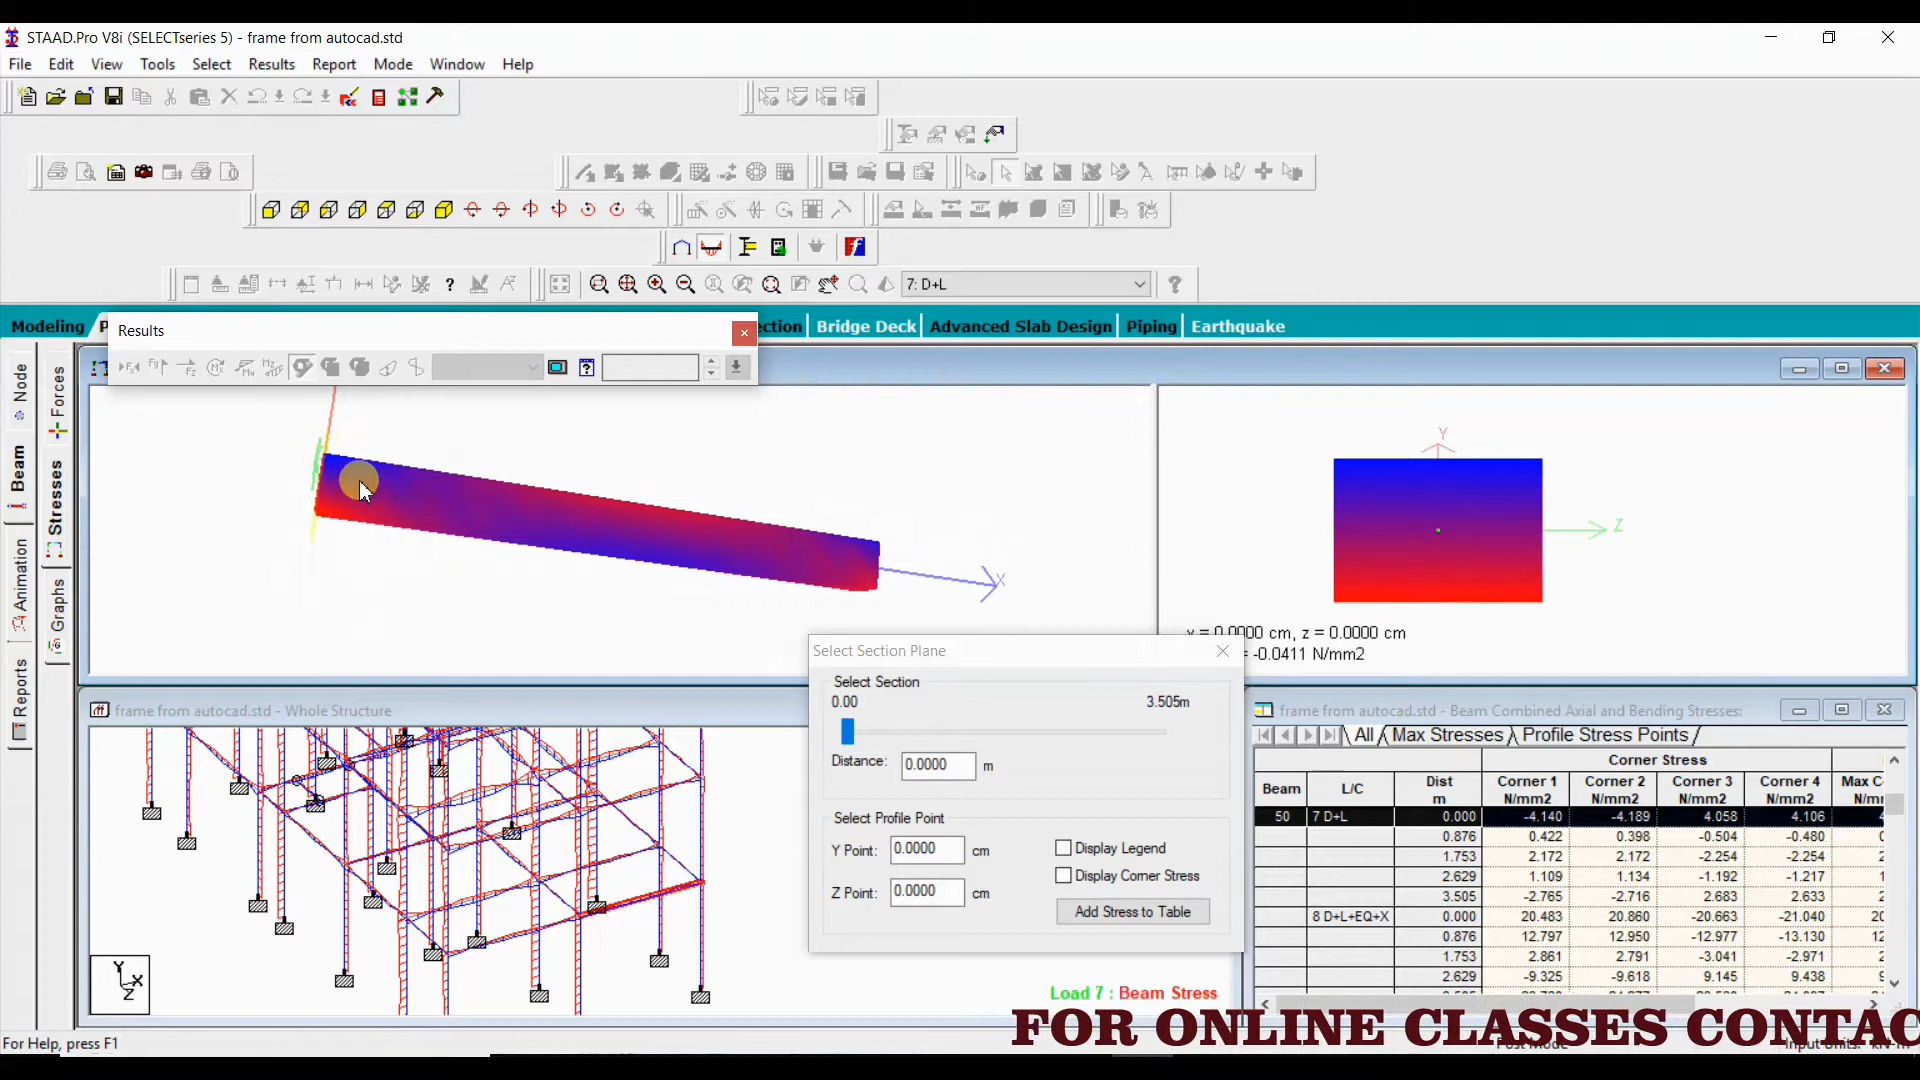 STAAD.Pro V8i (SELECTseries 5) - frame from autocad.std
File Edit View Tools Select Results Report Mode Window Help
7: D+L
Modeling
Bridge Deck
Advanced Slab Design
Piping
Earthquake
Results
Node
Beam
Animation
Reports
Forces
Stresses
Graphs
X
Y
Z
y = 0.0000 cm, z = 0.0000 cm
= -0.0411 N/mm2
Select Section Plane
Select Section
0.00 3.505m
Distance: 0.0000 m
Select Profile Point
Y Point: 0.0000 cm
Z Point: 0.0000 cm
Display Legend
Display Corner Stress
Add Stress to Table
frame from autocad.std - Whole Structure
Y
X
Z
Load 7 : Beam Stress
frame from autocad.std - Beam Combined Axial and Bending Stresses:
All Max Stresses Profile Stress Points
Corner Stress
Beam L/C Dist m Corner 1 N/mm2 Corner 2 N/mm2 Corner 3 N/mm2 Corner 4 N/mm2
50 7 D+L 0.000 -4.140 -4.189 4.058 4.106
0.876 0.422 0.398 -0.504 -0.480
1.753 2.172 2.172 -2.254 -2.254
2.629 1.109 1.134 -1.192 -1.217
3.505 -2.765 -2.716 2.683 2.633
8 D+L+EQ+X 0.000 20.483 20.860 -20.663 -21.040
0.876 12.797 12.950 -12.977 -13.130
1.753 2.861 2.791 -3.041 -2.971
2.629 -9.325 -9.618 9.145 9.438
FOR ONLINE CLASSES CONTAC
For Help, press F1